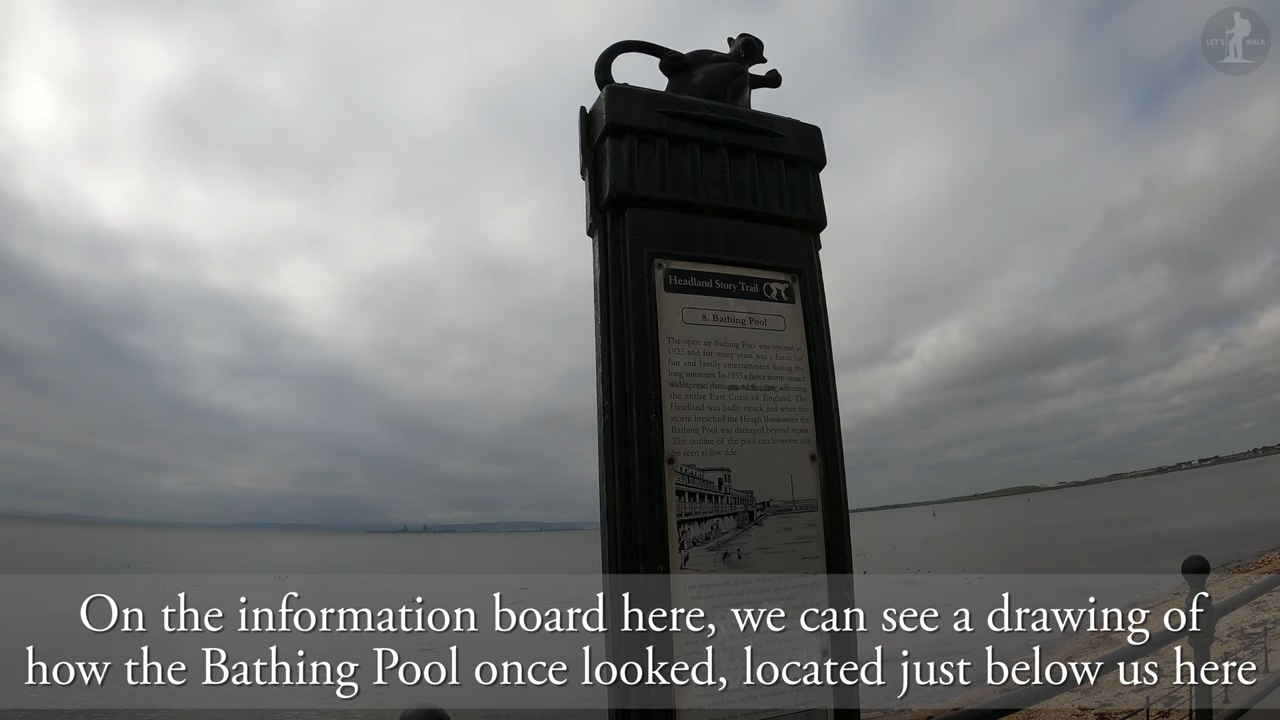 LET'S WALK
Headland Story Trail
8. Bathing Pool
The open air Bathing Pool was opened in
1923 and for many years was a focus for
fun and family entertainment during the
long summers. In 1953 a fierce storm caused
widespread damage and flooding, affecting
the entire East Coast of England. The
Headland was badly struck and when the
storm breached the Heugh Breakwater the
Bathing Pool was damaged beyond repair.
The outline of the pool can however still
be seen at low tide.
On the information board here, we can see a drawing of
how the Bathing Pool once looked, located just below us here